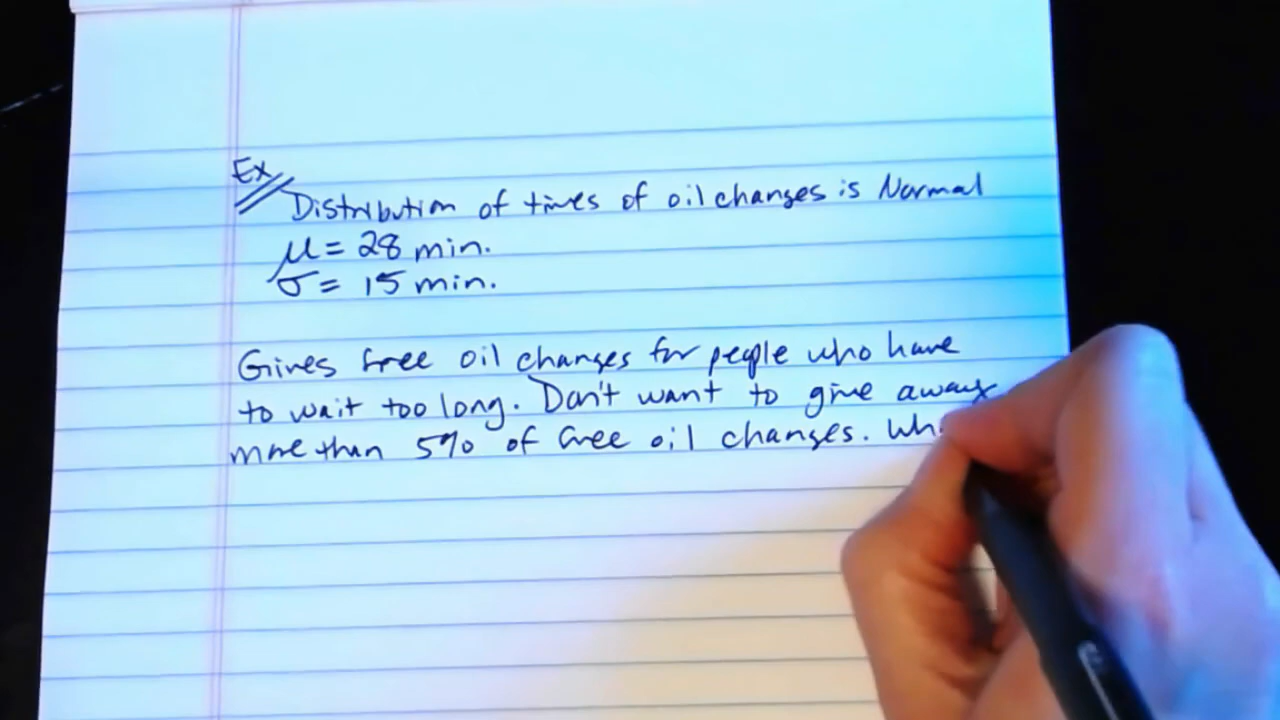 Ex
Distribution of times of oil changes is Normal
μ = 28 min.
σ = 15 min.
Gives free oil changes for people who have
to wait too long. Don't want to give away
more than 5% of free oil changes.